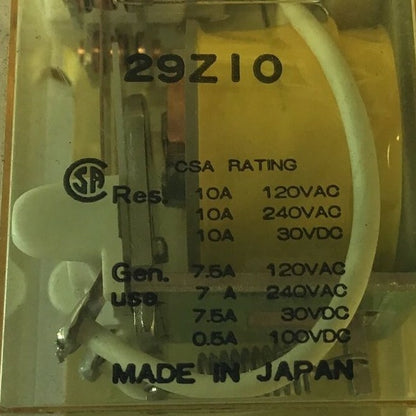 29Z10
CSA RATING
SA Res. 10A 120VAC
10A 240VAC
10A 30VDC
Gen. 7.5A 120VAC
use 7 A 240VAC
7.5A 30VDC
0.5A 100VDC
MADE IN JAPAN